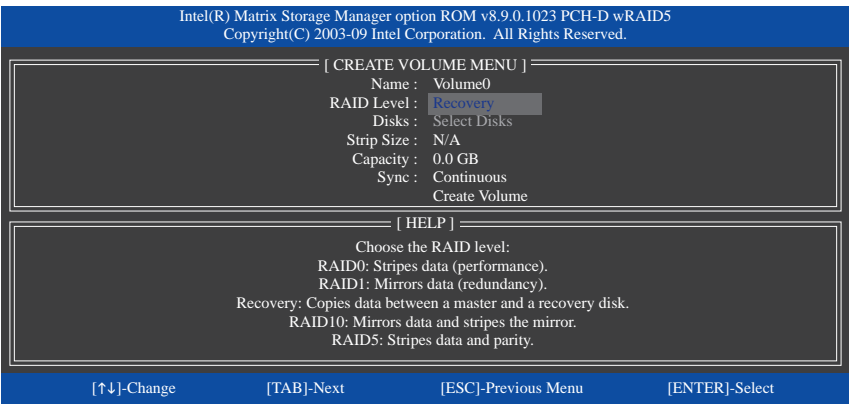 Intel(R) Matrix Storage Manager option ROM v8.9.0.1023 PCH-D wRAID5
Copyright(C) 2003-09 Intel Corporation. All Rights Reserved.
[ CREATE VOLUME MENU ]
Name : Volume0
RAID Level : Recovery
Disks : Select Disks
Strip Size : N/A
Capacity : 0.0 GB
Sync : Continuous
Create Volume
[ HELP ]
Choose the RAID level:
RAID0: Stripes data (performance).
RAID1: Mirrors data (redundancy).
Recovery: Copies data between a master and a recovery disk.
RAID10: Mirrors data and stripes the mirror.
RAID5: Stripes data and parity.
[↑↓]-Change [TAB]-Next [ESC]-Previous Menu [ENTER]-Select